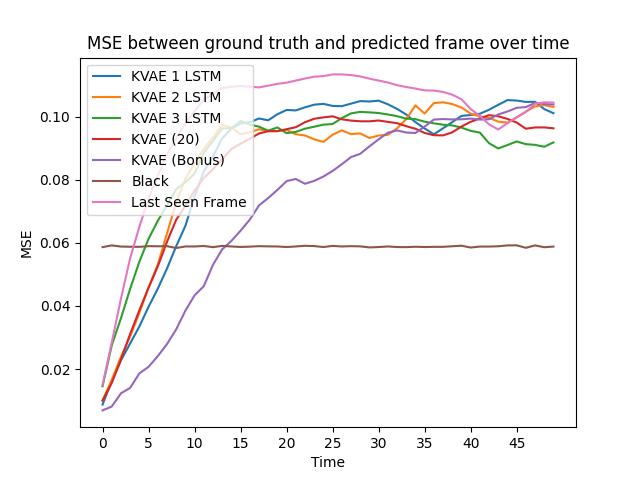 MSE between ground truth and predicted frame over time
KVAE 1 LSTM
KVAE 2 LSTM
KVAE 3 LSTM
KVAE (20)
KVAE (Bonus)
Black
Last Seen Frame
0.10
0.08
0.06
0.04
0.02
MSE
0 5 10 15 20 25 30 35 40 45
Time